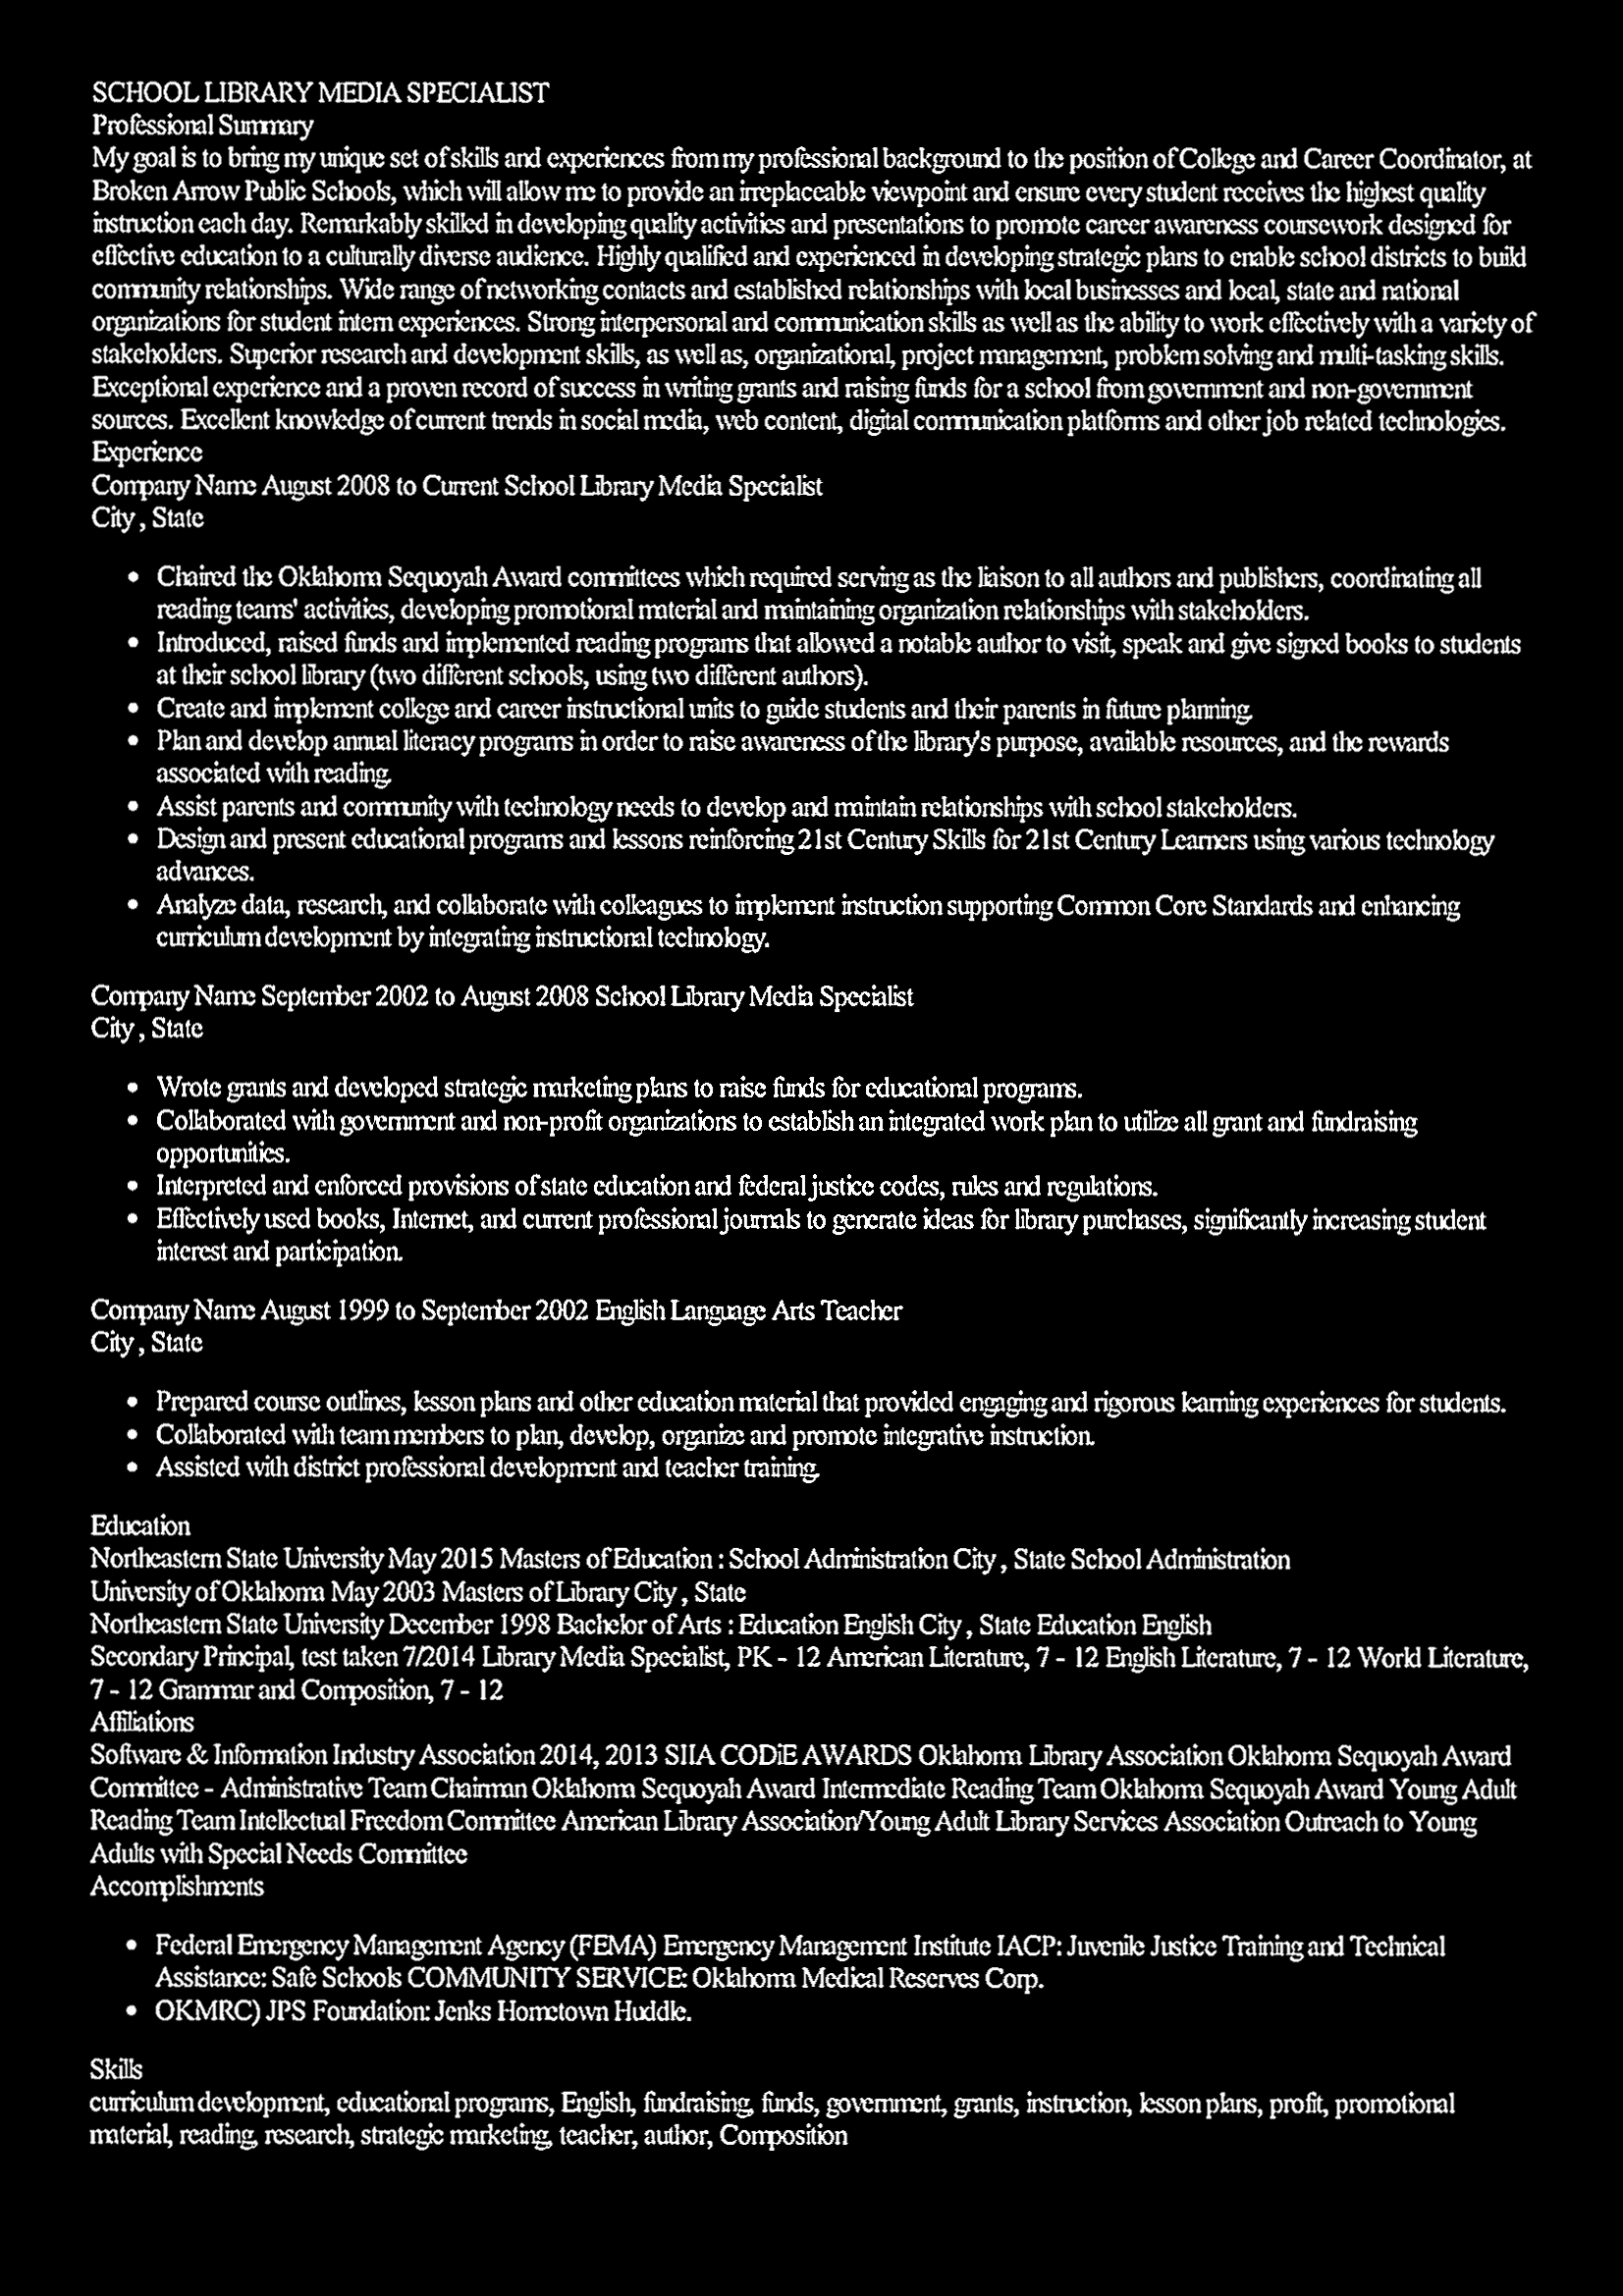 SCHOOL LIBRARY MEDIA SPECIALIST
Professional Summary
My goal is to bring my unique set of skills and experiences from my professional background to the position of College and Career Coordinator, at
Broken Arrow Public Schools, which will allow me to provide an irreplaceable viewpoint and ensure every student receives the highest quality
instruction each day. Remarkably skilled in developing quality activities and presentations to promote career awareness coursework designed for
effective education to a culturally diverse audience. Highly qualified and experienced in developing strategic plans to enable school districts to build
community relationships. Wide range of networking contacts and established relationships with local businesses and local, state and national
organizations for student intern experiences. Strong interpersonal and communication skills as well as the ability to work effectively with a variety of
stakeholders. Superior research and development skills, as well as, organizational, project management, problem solving and multi-tasking skills.
Exceptional experience and a proven record of success in writing grants and raising funds for a school from government and non-government
sources. Excellent knowledge of current trends in social media, web content, digital communication platforms and other job related technologies.
Experience
Company Name August 2008 to Current School Library Media Specialist
City , State
• Chaired the Oklahoma Sequoyah Award committees which required serving as the liaison to all authors and publishers, coordinating all
reading teams' activities, developing promotional material and maintaining organization relationships with stakeholders.
• Introduced, raised funds and implemented reading programs that allowed a notable author to visit, speak and give signed books to students
at their school library (two different schools, using two different authors).
• Create and implement college and career instructional units to guide students and their parents in future planning.
• Plan and develop annual literacy programs in order to raise awareness of the library's purpose, available resources, and the rewards
associated with reading.
• Assist parents and community with technology needs to develop and maintain relationships with school stakeholders.
• Design and present educational programs and lessons reinforcing 21st Century Skills for 21st Century Learners using various technology
advances.
• Analyze data, research, and collaborate with colleagues to implement instruction supporting Common Core Standards and enhancing
curriculum development by integrating instructional technology.
Company Name September 2002 to August 2008 School Library Media Specialist
City , State
• Wrote grants and developed strategic marketing plans to raise funds for educational programs.
• Collaborated with government and non-profit organizations to establish an integrated work plan to utilize all grant and fundraising
opportunities.
• Interpreted and enforced provisions of state education and federal justice codes, rules and regulations.
• Effectively used books, Internet, and current professional journals to generate ideas for library purchases, significantly increasing student
interest and participation.
Company Name August 1999 to September 2002 English Language Arts Teacher
City , State
• Prepared course outlines, lesson plans and other education material that provided engaging and rigorous learning experiences for students.
• Collaborated with team members to plan, develop, organize and promote integrative instruction.
• Assisted with district professional development and teacher training.
Education
Northeastern State University May 2015 Masters of Education : School Administration City , State School Administration
University of Oklahoma May 2003 Masters of Library City , State
Northeastern State University December 1998 Bachelor of Arts : Education English City , State Education English
Secondary Principal, test taken 7/2014 Library Media Specialist, PK - 12 American Literature, 7 - 12 English Literature, 7 - 12 World Literature,
7 - 12 Grammar and Composition, 7 - 12
Affiliations
Software & Information Industry Association 2014, 2013 SIIA CODiE AWARDS Oklahoma Library Association Oklahoma Sequoyah Award
Committee - Administrative Team Chairman Oklahoma Sequoyah Award Intermediate Reading Team Oklahoma Sequoyah Award Young Adult
Reading Team Intellectual Freedom Committee American Library Association/Young Adult Library Services Association Outreach to Young
Adults with Special Needs Committee
Accomplishments
• Federal Emergency Management Agency (FEMA) Emergency Management Institute IACP: Juvenile Justice Training and Technical
Assistance: Safe Schools COMMUNITY SERVICE: Oklahoma Medical Reserves Corp.
• OKMRC) JPS Foundation: Jenks Hometown Huddle.
Skills
curriculum development, educational programs, English, fundraising, funds, government, grants, instruction, lesson plans, profit, promotional
material, reading, research, strategic marketing, teacher, author, Composition